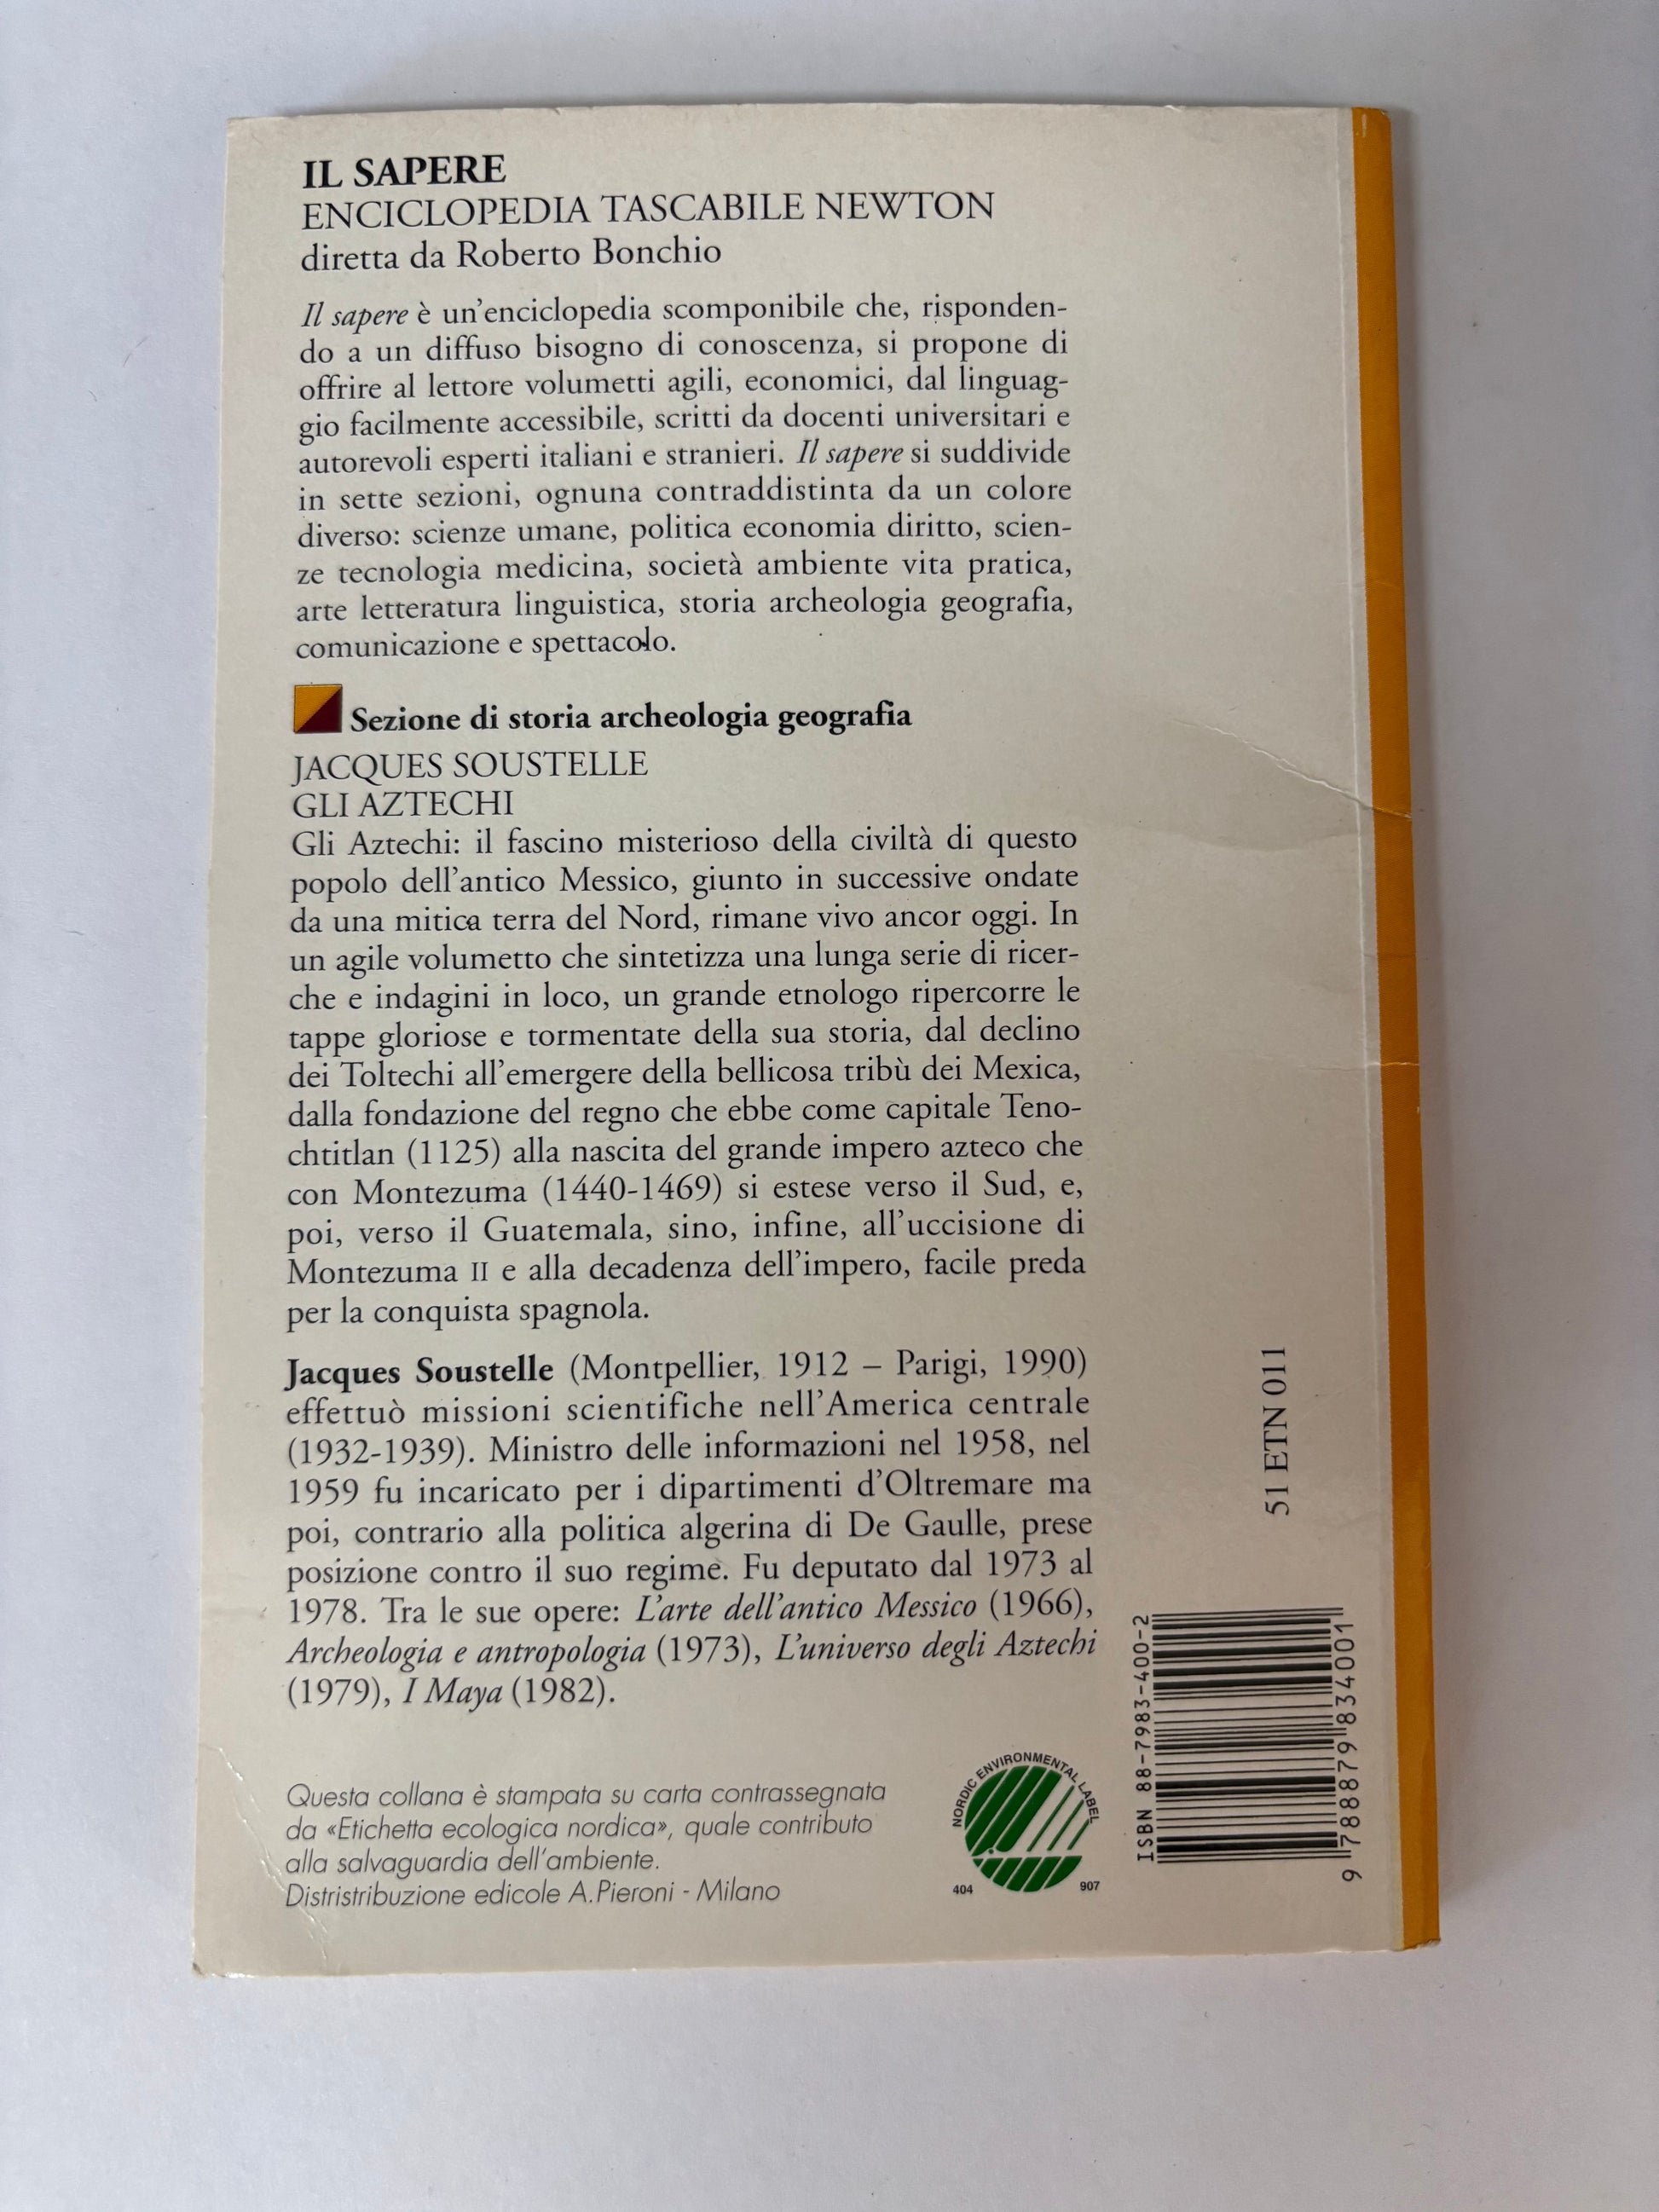 IL SAPERE
ENCICLOPEDIA TASCABILE NEWTON
diretta da Roberto Bonchio
Il sapere è un'enciclopedia scomponibile che, risponden-
do a un diffuso bisogno di conoscenza, si propone di
offrire al lettore volumetti agili, economici, dal linguag-
gio facilmente accessibile, scritti da docenti universitari e
autorevoli esperti italiani e stranieri. Il sapere si suddivide
in sette sezioni, ognuna contraddistinta da un colore
diverso: scienze umane, politica economia diritto, scien-
ze tecnologia medicina, società ambiente vita pratica,
arte letteratura linguistica, storia archeologia geografia,
comunicazione e spettacolo.
Sezione di storia archeologia geografia
JACQUES SOUSTELLE
GLI AZTECHI
Gli Aztechi: il fascino misterioso della civiltà di questo
popolo dell'antico Messico, giunto in successive ondate
da una mitica terra del Nord, rimane vivo ancor oggi. In
un agile volumetto che sintetizza una lunga serie di ricer-
che e indagini in loco, un grande etnologo ripercorre le
tappe gloriose e tormentate della sua storia, dal declino
dei Toltechi all'emergere della bellicosa tribù dei Mexica,
dalla fondazione del regno che ebbe come capitale Teno-
chtitlan (1125) alla nascita del grande impero azteco che
con Montezuma (1440-1469) si estese verso il Sud, e,
poi, verso il Guatemala, sino, infine, all'uccisione di
Montezuma II e alla decadenza dell'impero, facile preda
per la conquista spagnola.
Jacques Soustelle (Montpellier, 1912 – Parigi, 1990)
effettuò missioni scientifiche nell'America centrale
(1932-1939). Ministro delle informazioni nel 1958, nel
1959 fu incaricato per i dipartimenti d'Oltremare ma
poi, contrario alla politica algerina di De Gaulle, prese
posizione contro il suo regime. Fu deputato dal 1973 al
1978. Tra le sue opere: L'arte dell'antico Messico (1966),
Archeologia e antropologia (1973), L'universo degli Aztechi
(1979), I Maya (1982).
Questa collana è stampata su carta contrassegnata
da «Etichetta ecologica nordica», quale contributo
alla salvaguardia dell'ambiente.
Distristribuzione edicole A.Pieroni - Milano
NORDIC ENVIRONMENTAL LABEL
404 907
51 ETN 011
ISBN 88-7983-400-2
9 788879 834001